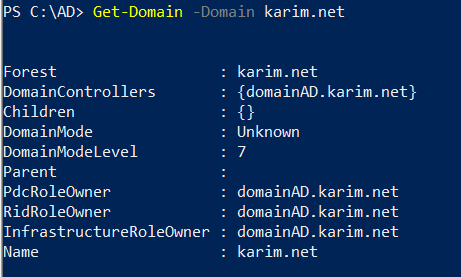 PS C:\AD> Get-Domain -Domain karim.net
Forest : karim.net
DomainControllers : {domainAD.karim.net}
Children : {}
DomainMode : Unknown
DomainModeLevel : 7
Parent :
PdcRoleOwner : domainAD.karim.net
RidRoleOwner : domainAD.karim.net
InfrastructureRoleOwner : domainAD.karim.net
Name : karim.net